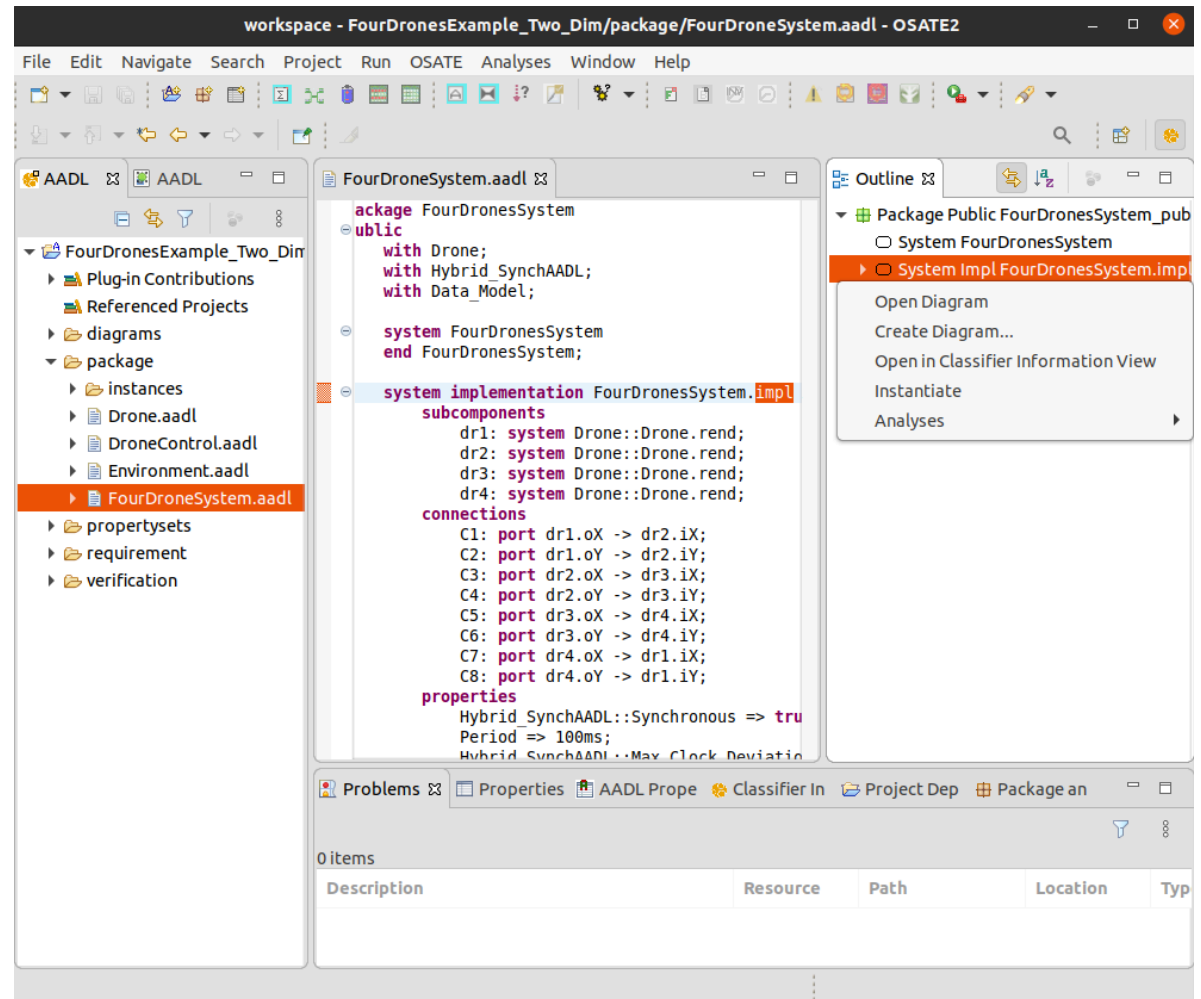 workspace - FourDronesExample_Two_Dim/package/FourDroneSystem.aadl - OSATE2
File Edit Navigate Search Project Run OSATE Analyses Window Help
AADL AADL
FourDronesExample_Two_Dim
Plug-in Contributions
Referenced Projects
diagrams
package
instances
Drone.aadl
DroneControl.aadl
Environment.aadl
FourDroneSystem.aadl
propertysets
requirement
verification
FourDroneSystem.aadl
ackage FourDronesSystem
ublic
with Drone;
with Hybrid_SynchAADL;
with Data_Model;
system FourDronesSystem
end FourDronesSystem;
system implementation FourDronesSystem.impl
subcomponents
dr1: system Drone::Drone.rend;
dr2: system Drone::Drone.rend;
dr3: system Drone::Drone.rend;
dr4: system Drone::Drone.rend;
connections
C1: port dr1.oX -> dr2.iX;
C2: port dr1.oY -> dr2.iY;
C3: port dr2.oX -> dr3.iX;
C4: port dr2.oY -> dr3.iY;
C5: port dr3.oX -> dr4.iX;
C6: port dr3.oY -> dr4.iY;
C7: port dr4.oX -> dr1.iX;
C8: port dr4.oY -> dr1.iY;
properties
Hybrid_SynchAADL::Synchronous => tru
Period => 100ms;
Hybrid_SynchAADL::Max_Clock_Deviatio
Outline
Package Public FourDronesSystem_pub
System FourDronesSystem
System Impl FourDronesSystem.impl
Open Diagram
Create Diagram...
Open in Classifier Information View
Instantiate
Analyses
Problems Properties AADL Prope Classifier In Project Dep Package an
0 items
Description Resource Path Location Typ